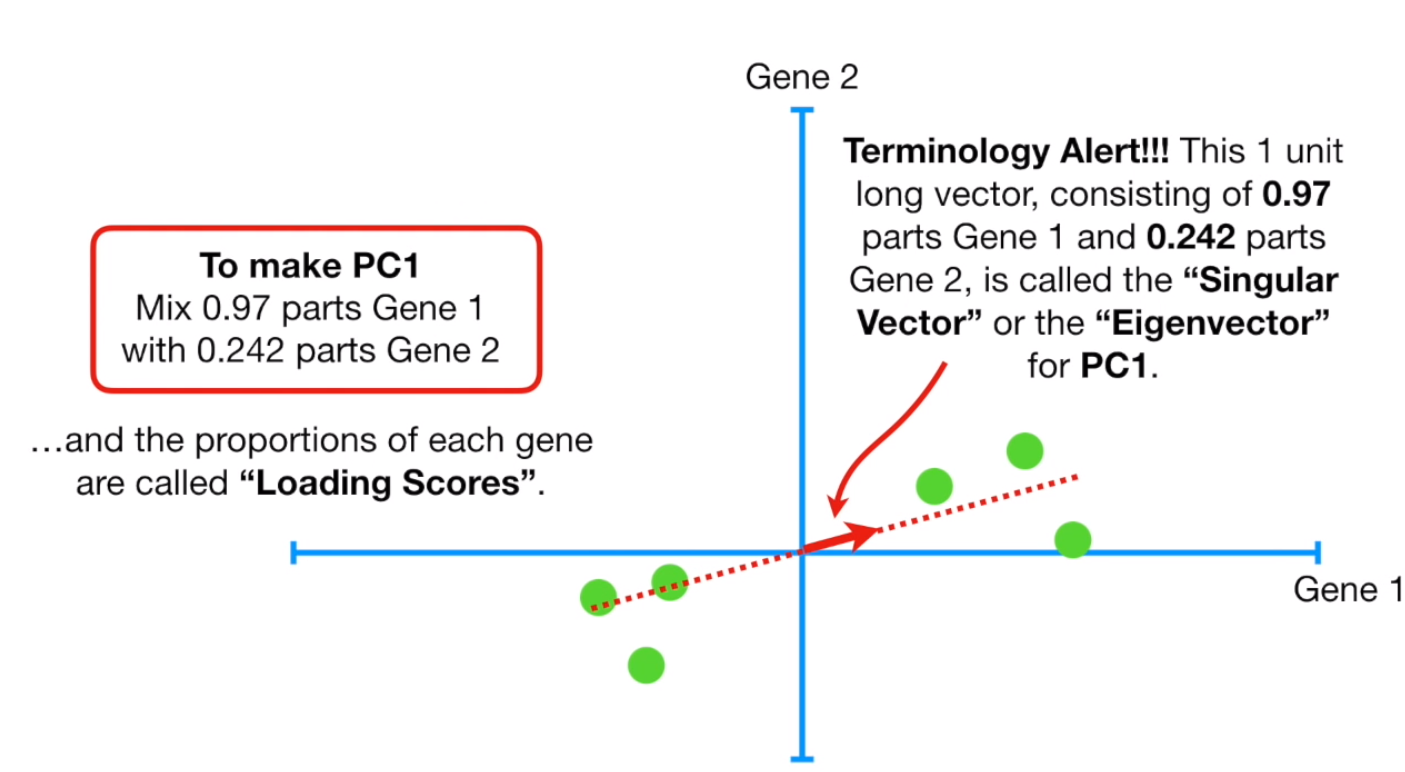 Gene 2
Terminology Alert!!! This 1 unit
long vector, consisting of 0.97
parts Gene 1 and 0.242 parts
Gene 2, is called the “Singular
Vector” or the “Eigenvector”
for PC1.
To make PC1
Mix 0.97 parts Gene 1
with 0.242 parts Gene 2
…and the proportions of each gene
are called “Loading Scores”.
Gene 1